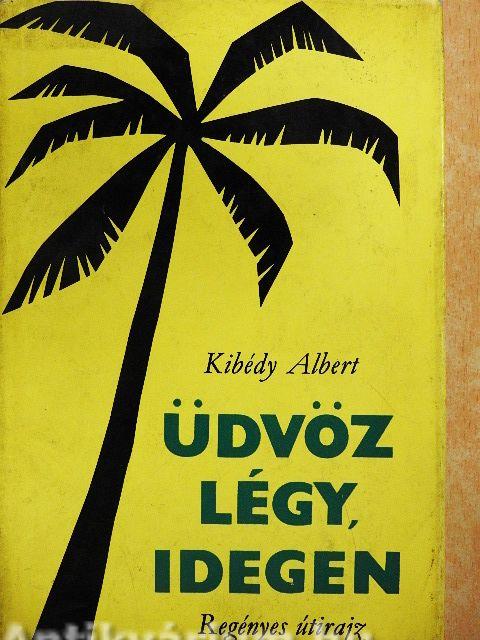 Kibédy Albert
ÜDVÖZ
LÉGY,
IDEGEN
Regényes útirajz